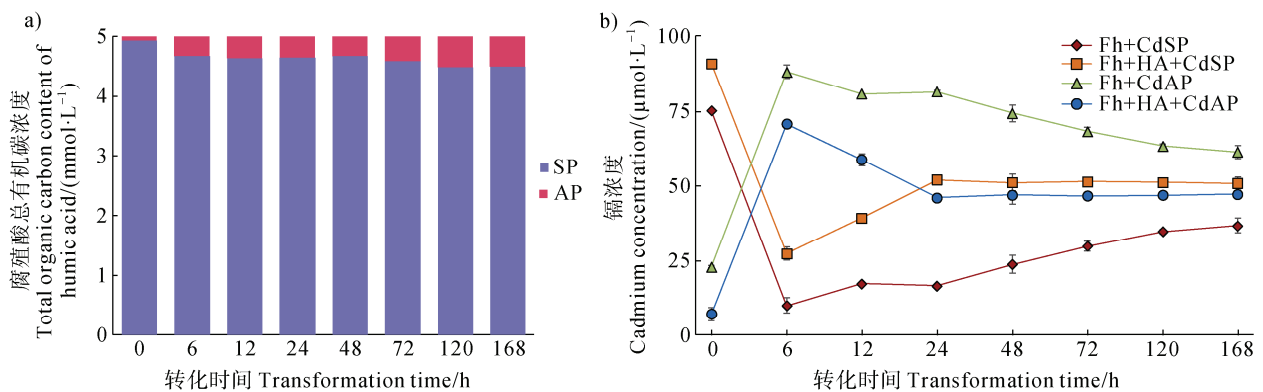 a)
腐殖酸总有机碳浓度
Total organic carbon content of
humic acid/(mmol·L⁻¹)
5
4
3
2
1
0
0 6 12 24 48 72 120 168
转化时间 Transformation time/h
SP
AP
b)
镉浓度
Cadmium concentration/(μmol·L⁻¹)
100
75
50
25
0
0 6 12 24 48 72 120 168
转化时间 Transformation time/h
Fh+CdSP
Fh+HA+CdSP
Fh+CdAP
Fh+HA+CdAP